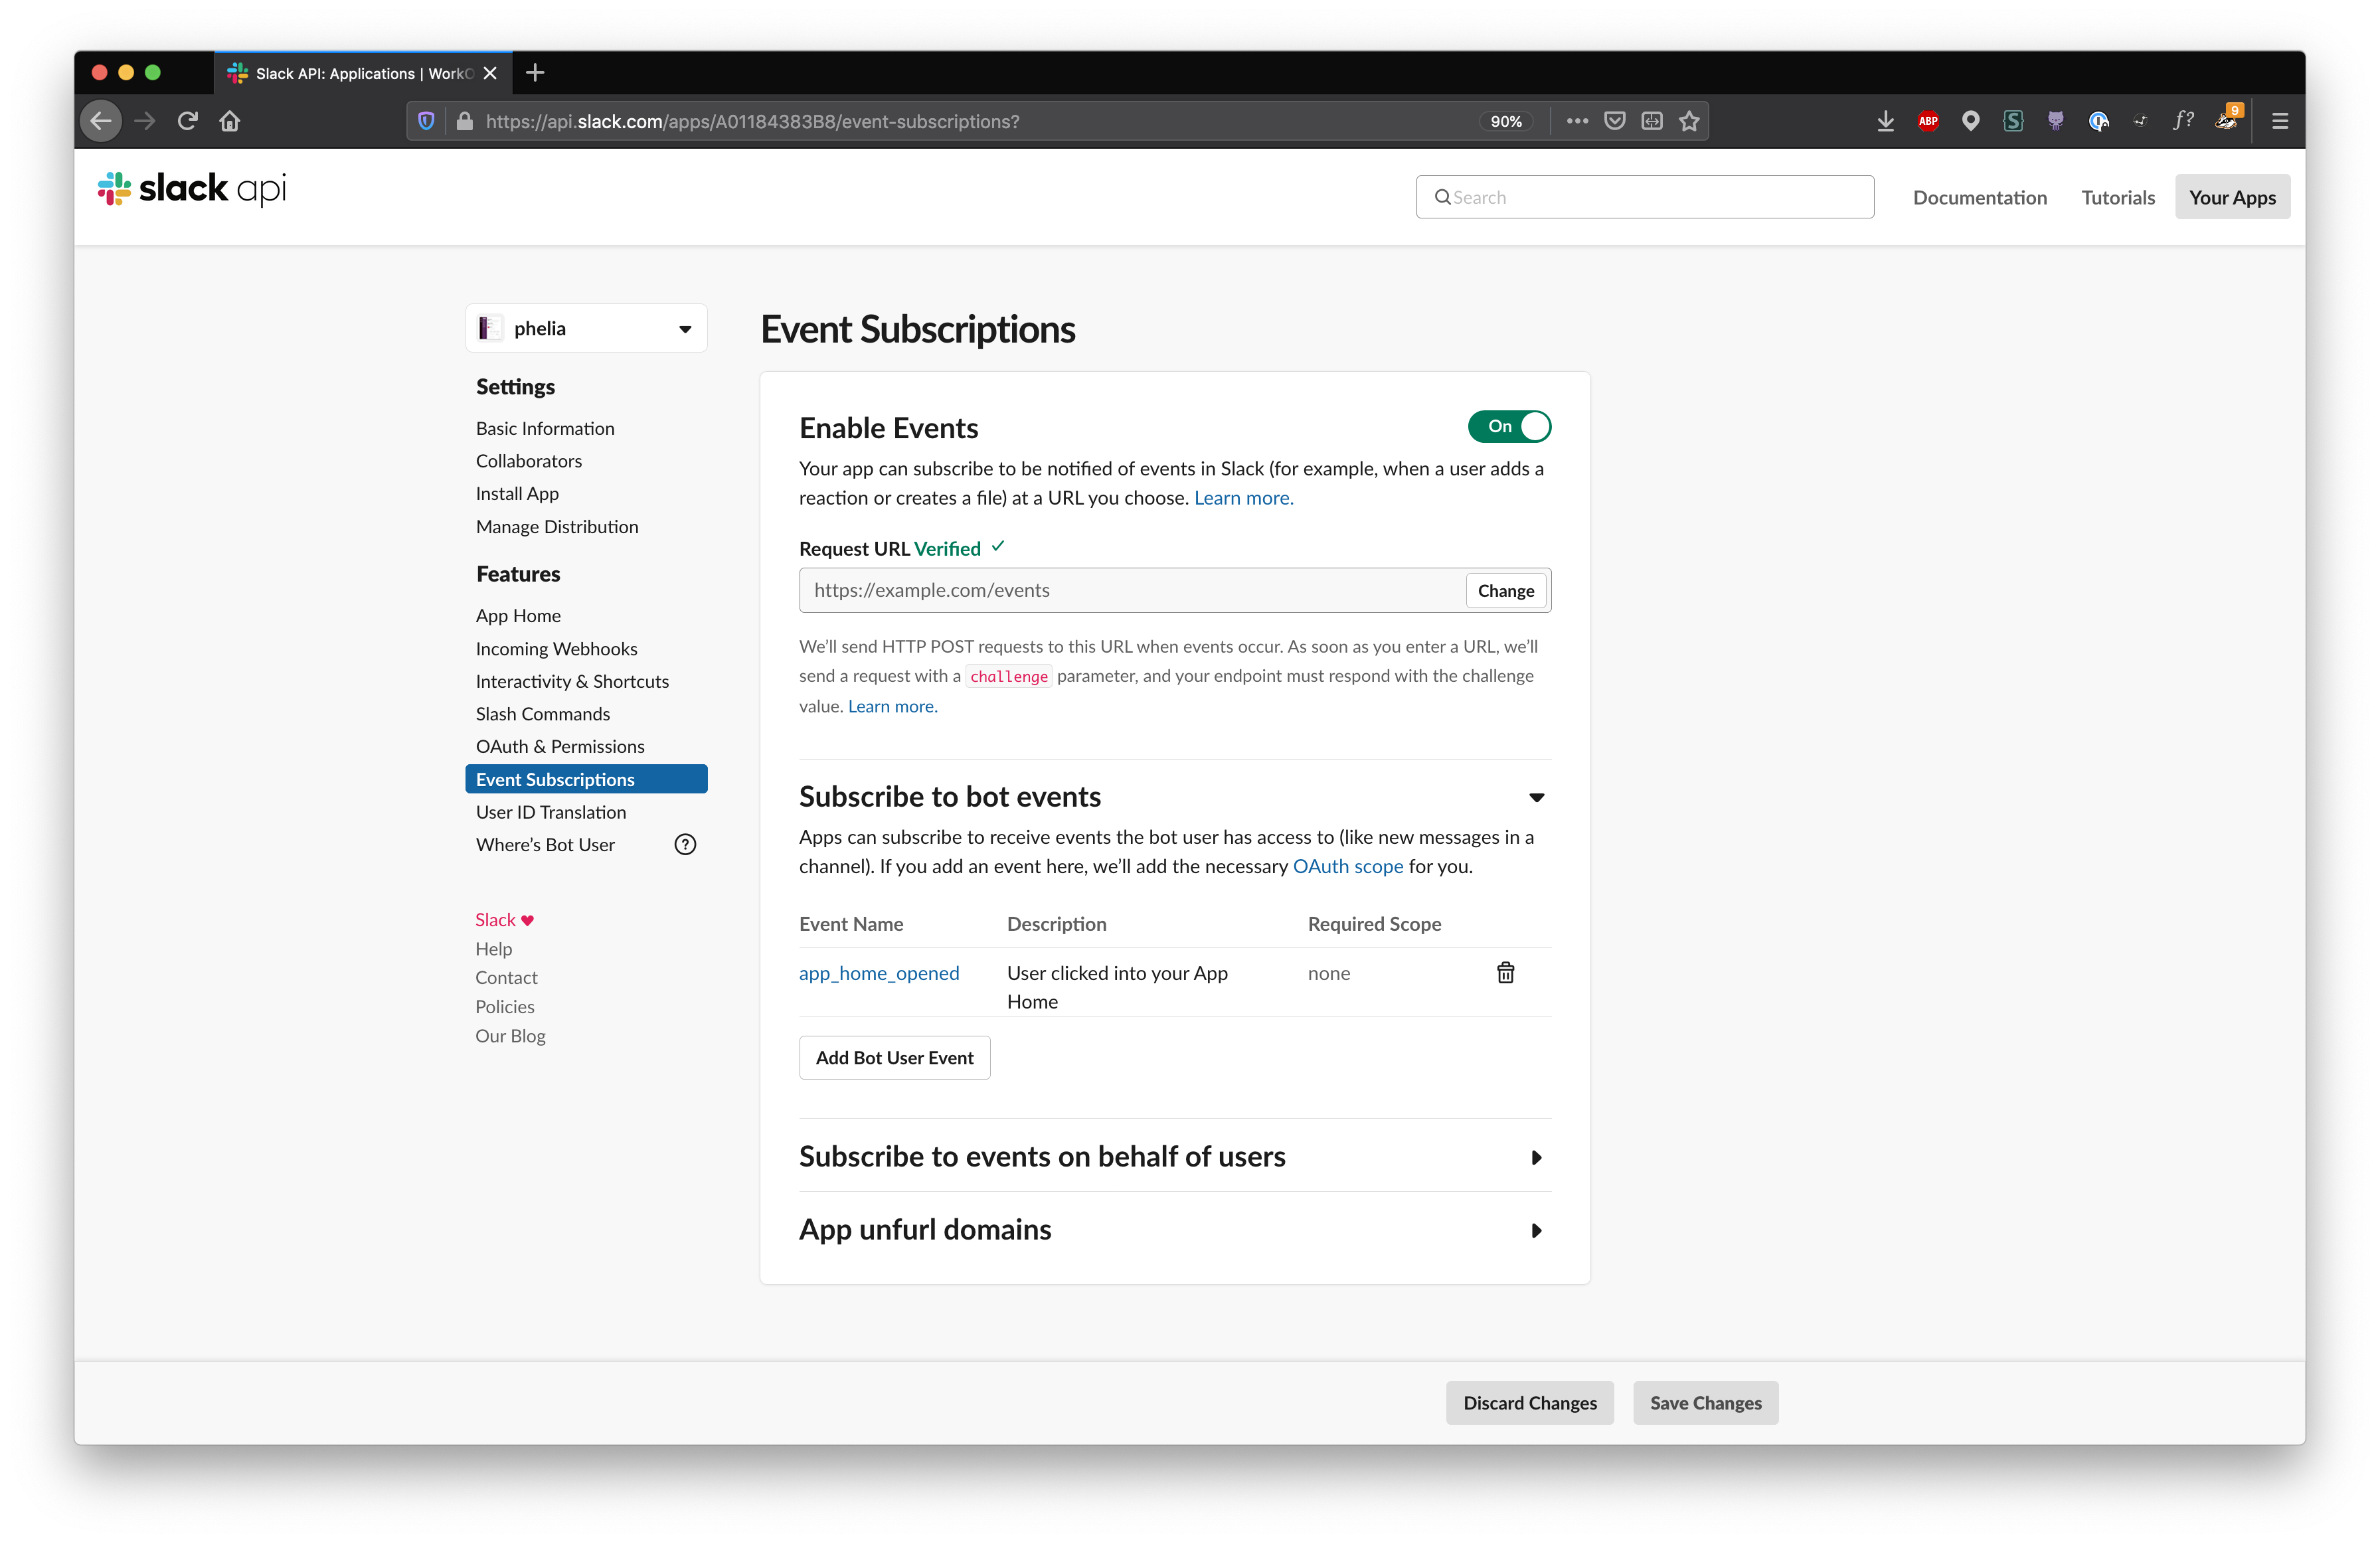 Slack API: Applications | WorkO
https://api.slack.com/apps/A01184383B8/event-subscriptions?
90%
ABP
S
f?
9
slack api
Search
Documentation
Tutorials
Your Apps
phelia
Settings
Basic Information
Collaborators
Install App
Manage Distribution
Features
App Home
Incoming Webhooks
Interactivity & Shortcuts
Slash Commands
OAuth & Permissions
Event Subscriptions
User ID Translation
Where’s Bot User
?
Slack ♥
Help
Contact
Policies
Our Blog
Event Subscriptions
Enable Events
On
Your app can subscribe to be notified of events in Slack (for example, when a user adds a
reaction or creates a file) at a URL you choose. Learn more.
Request URL Verified ✓
https://example.com/events
Change
We’ll send HTTP POST requests to this URL when events occur. As soon as you enter a URL, we’ll
send a request with a challenge parameter, and your endpoint must respond with the challenge
value. Learn more.
Subscribe to bot events
Apps can subscribe to receive events the bot user has access to (like new messages in a
channel). If you add an event here, we’ll add the necessary OAuth scope for you.
Event Name Description Required Scope
app_home_opened User clicked into your App none
Home
Add Bot User Event
Subscribe to events on behalf of users
App unfurl domains
Discard Changes
Save Changes